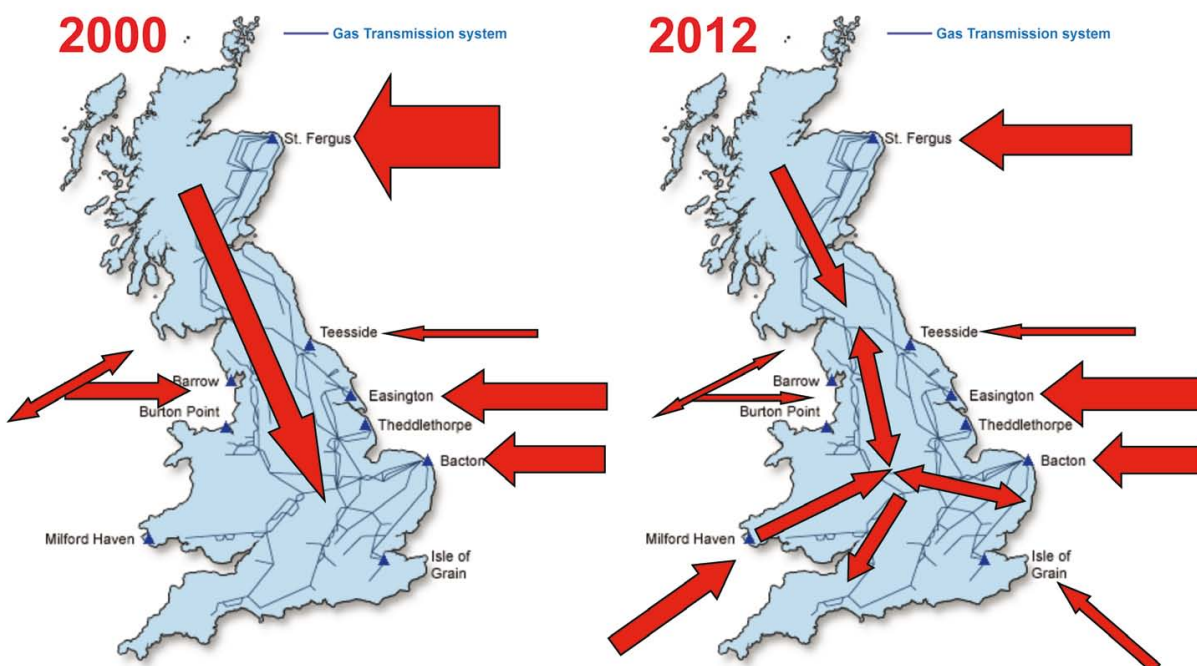 2000
Gas Transmission system
St. Fergus
Teesside
Barrow
Easington
Burton Point
Theddlethorpe
Bacton
Milford Haven
Isle of
Grain
2012
Gas Transmission system
St. Fergus
Teesside
Barrow
Easington
Burton Point
Theddlethorpe
Bacton
Milford Haven
Isle of
Grain